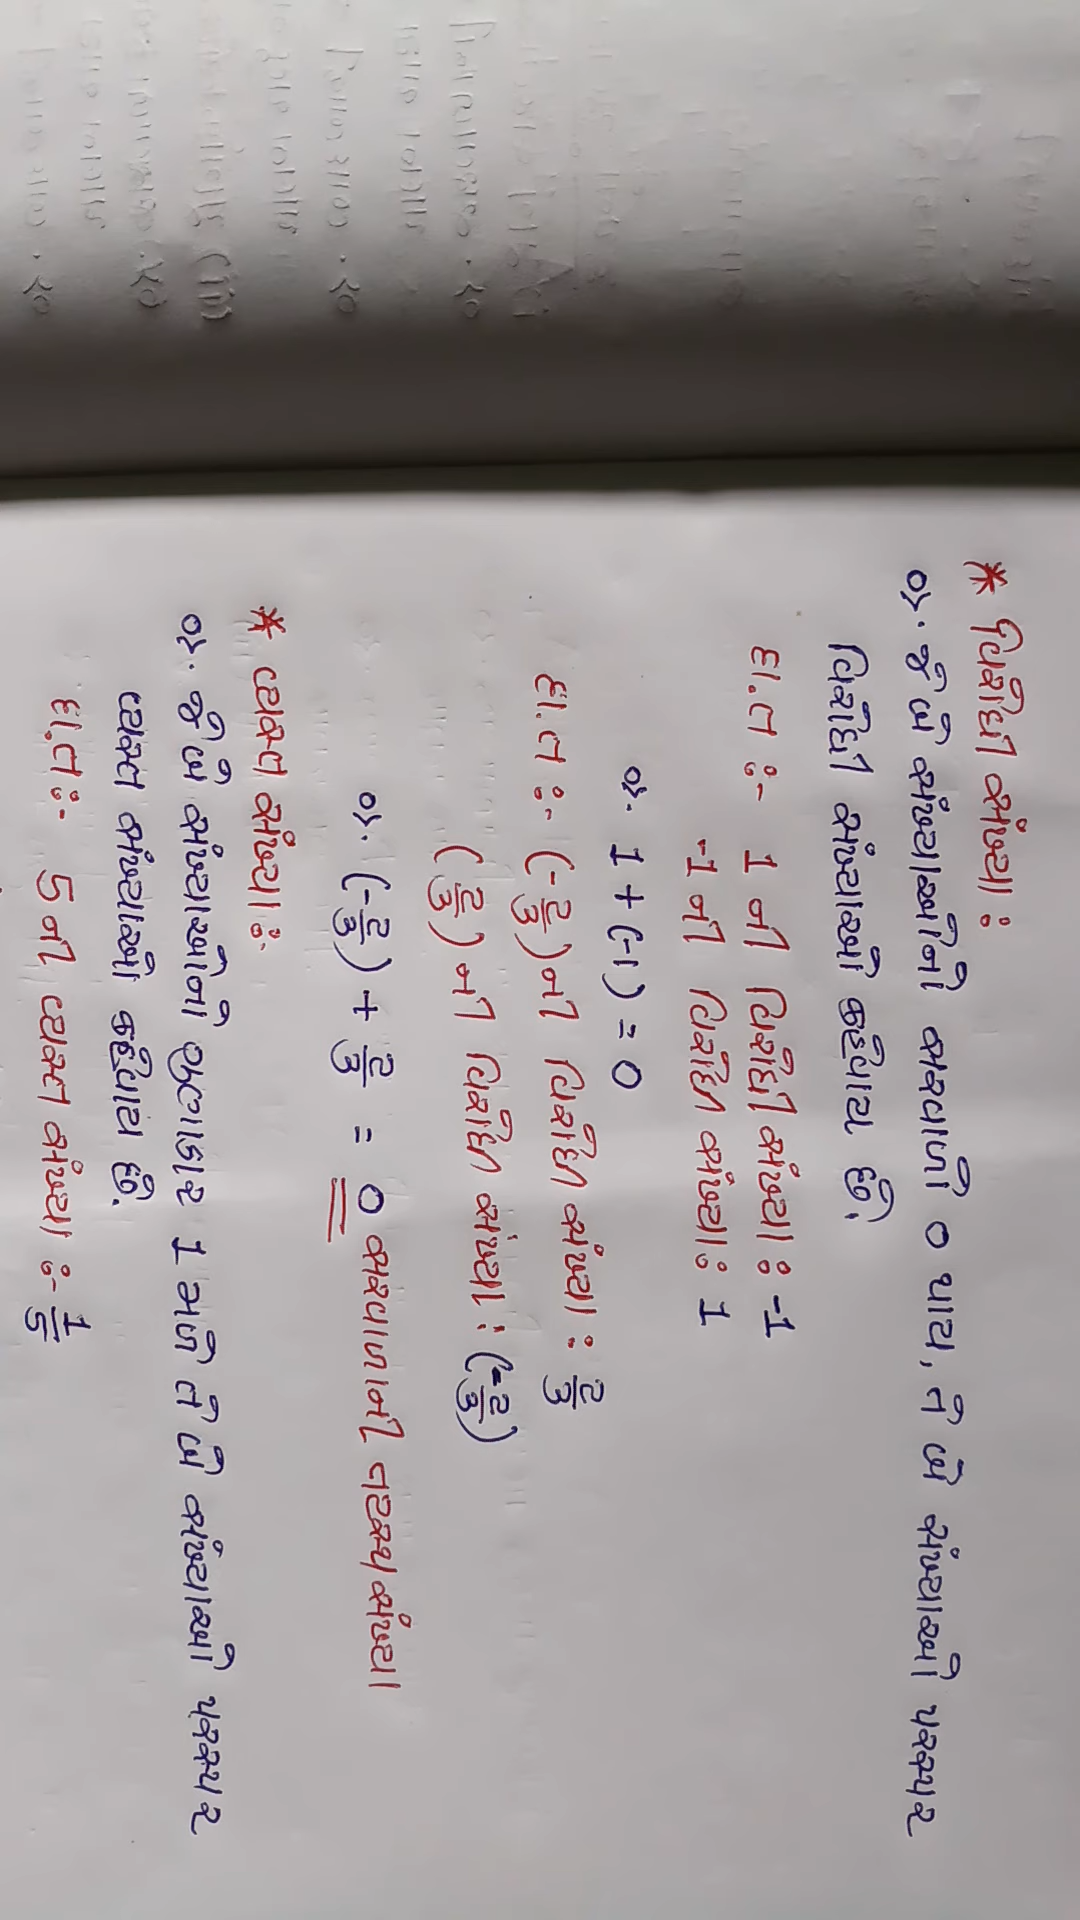 * વિરોધી સંખ્યા :
→. જે બે સંખ્યાઓનો સરવાળો 0 થાય, તે બે સંખ્યાઓ પરસ્પર
વિરોધી સંખ્યાઓ કહેવાય છે.
દા.ત :- 1 ની વિરોધી સંખ્યા : -1
-1 ની વિરોધી સંખ્યા : 1
→. 1 + (-1) = 0
દા.ત :- (-2/3) ની વિરોધી સંખ્યા : 2/3
(2/3) ની વિરોધી સંખ્યા : (-2/3)
→. (-2/3) + 2/3 = 0 સરવાળાની તટસ્થ સંખ્યા
* વ્યસ્ત સંખ્યા :-
→. જે બે સંખ્યાઓનો ગુણાકાર 1 મળે તે બે સંખ્યાઓ પરસ્પર
વ્યસ્ત સંખ્યાઓ કહેવાય છે.
દા.ત :- 5 ની વ્યસ્ત સંખ્યા :- 1/5